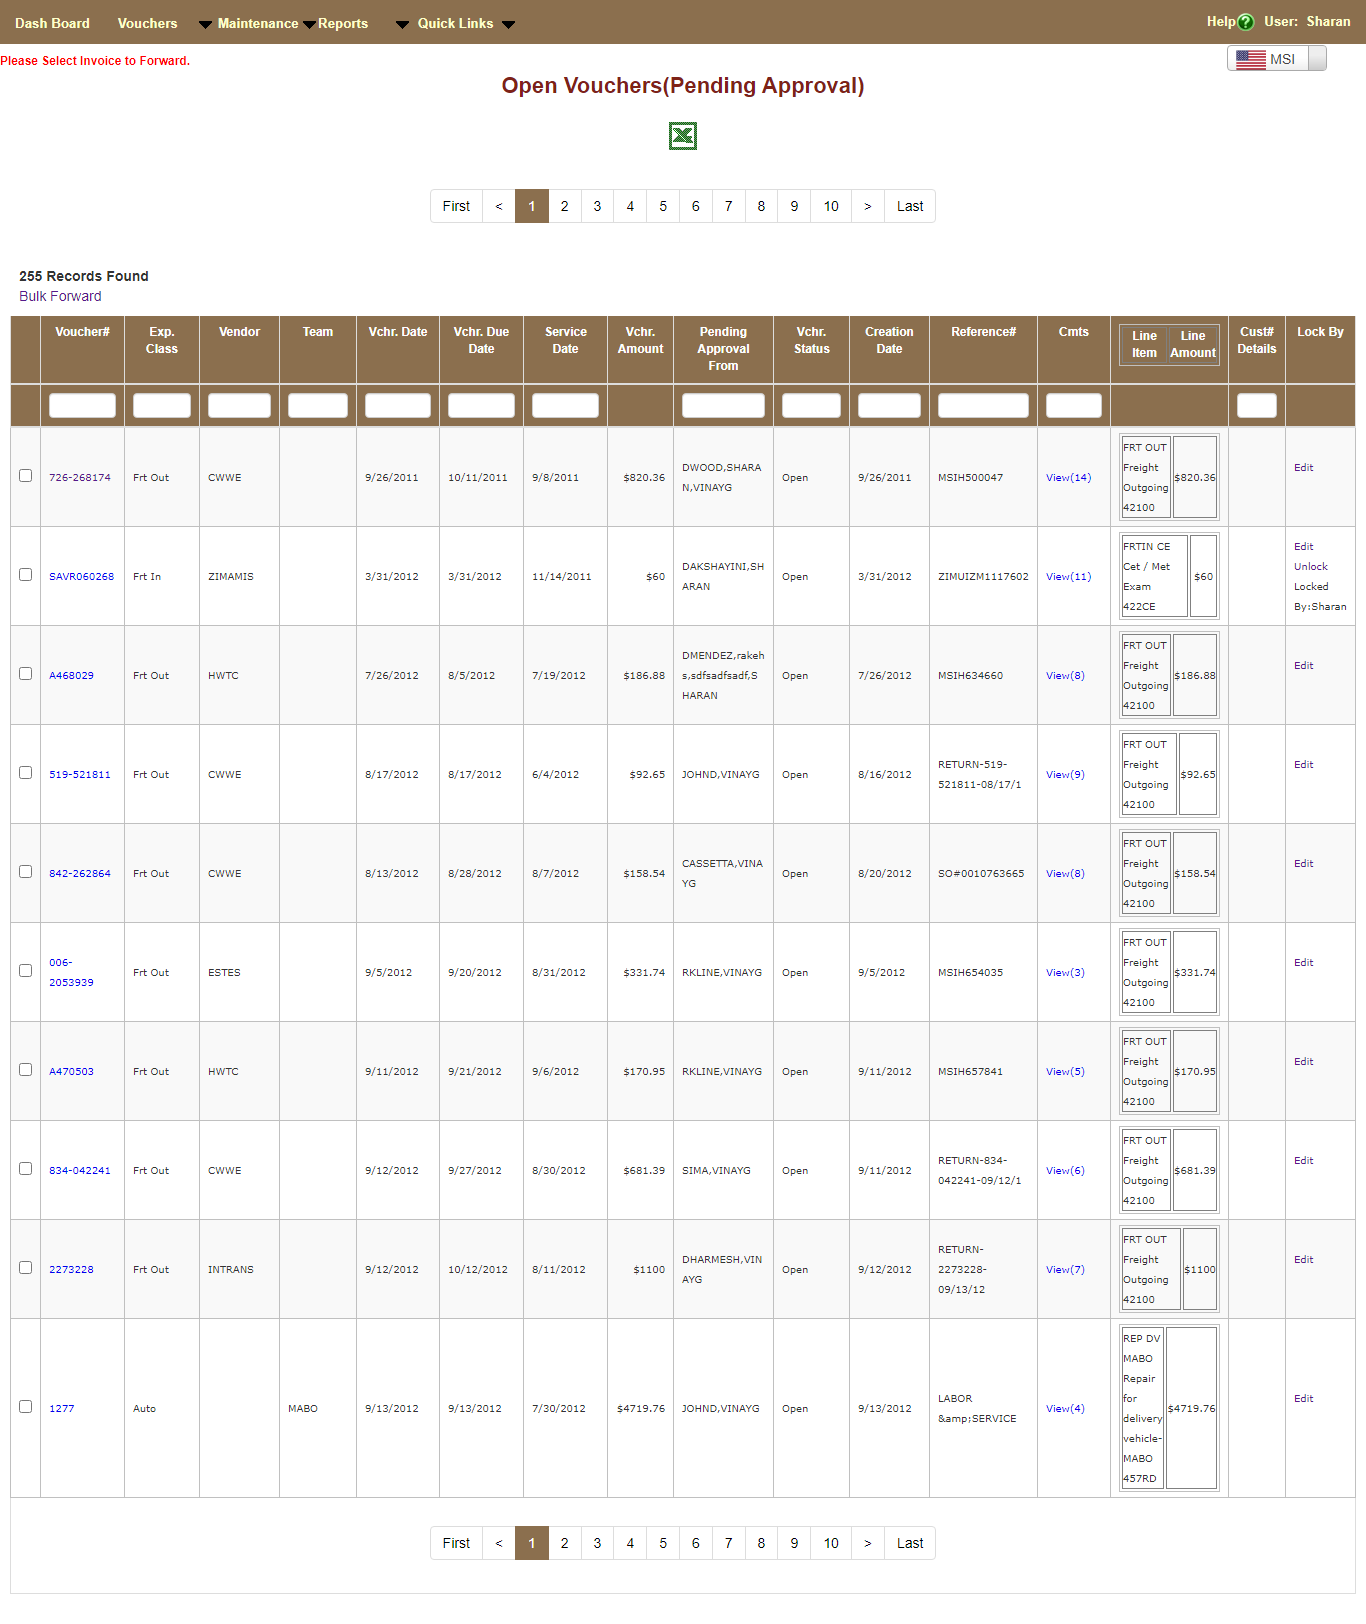 Dash Board Vouchers Maintenance Reports Quick Links Help User: Sharan
Please Select Invoice to Forward.
MSI
Open Vouchers(Pending Approval)
First < 1 2 3 4 5 6 7 8 9 10 > Last
255 Records Found
Bulk Forward
Voucher# Exp. Class Vendor Team Vchr. Date Vchr. Due Date Service Date Vchr. Amount Pending Approval From Vchr. Status Creation Date Reference# Cmts Line Item Line Amount Cust# Details Lock By
726-268174 Frt Out CWWE 9/26/2011 10/11/2011 9/8/2011 $820.36 DWOOD,SHARAN,VINAYG Open 9/26/2011 MSIH500047 View(14) FRT OUT Freight Outgoing 42100 $820.36 Edit
SAVR060268 Frt In ZIMAMIS 3/31/2012 3/31/2012 11/14/2011 $60 DAKSHAYINI,SHARAN Open 3/31/2012 ZIMUIZM1117602 View(11) FRTIN CE Cet / Met Exam 422CE $60 Edit Unlock Locked By:Sharan
A468029 Frt Out HWTC 7/26/2012 8/5/2012 7/19/2012 $186.88 DMENDEZ,rakehs,sdfsadfsadf,SHARAN Open 7/26/2012 MSIH634660 View(8) FRT OUT Freight Outgoing 42100 $186.88 Edit
519-521811 Frt Out CWWE 8/17/2012 8/17/2012 6/4/2012 $92.65 JOHND,VINAYG Open 8/16/2012 RETURN-519-521811-08/17/1 View(9) FRT OUT Freight Outgoing 42100 $92.65 Edit
842-262864 Frt Out CWWE 8/13/2012 8/28/2012 8/7/2012 $158.54 CASSETTA,VINAYG Open 8/20/2012 SO#0010763665 View(8) FRT OUT Freight Outgoing 42100 $158.54 Edit
006-2053939 Frt Out ESTES 9/5/2012 9/20/2012 8/31/2012 $331.74 RKLINE,VINAYG Open 9/5/2012 MSIH654035 View(3) FRT OUT Freight Outgoing 42100 $331.74 Edit
A470503 Frt Out HWTC 9/11/2012 9/21/2012 9/6/2012 $170.95 RKLINE,VINAYG Open 9/11/2012 MSIH657841 View(5) FRT OUT Freight Outgoing 42100 $170.95 Edit
834-042241 Frt Out CWWE 9/12/2012 9/27/2012 8/30/2012 $681.39 SIMA,VINAYG Open 9/11/2012 RETURN-834-042241-09/12/1 View(6) FRT OUT Freight Outgoing 42100 $681.39 Edit
2273228 Frt Out INTRANS 9/12/2012 10/12/2012 8/11/2012 $1100 DHARMESH,VINAYG Open 9/12/2012 RETURN-2273228-09/13/12 View(7) FRT OUT Freight Outgoing 42100 $1100 Edit
1277 Auto MABO 9/13/2012 9/13/2012 7/30/2012 $4719.76 JOHND,VINAYG Open 9/13/2012 LABOR &amp;SERVICE View(4) REP DV MABO Repair for delivery vehicle-MABO 457RD $4719.76 Edit
First < 1 2 3 4 5 6 7 8 9 10 > Last